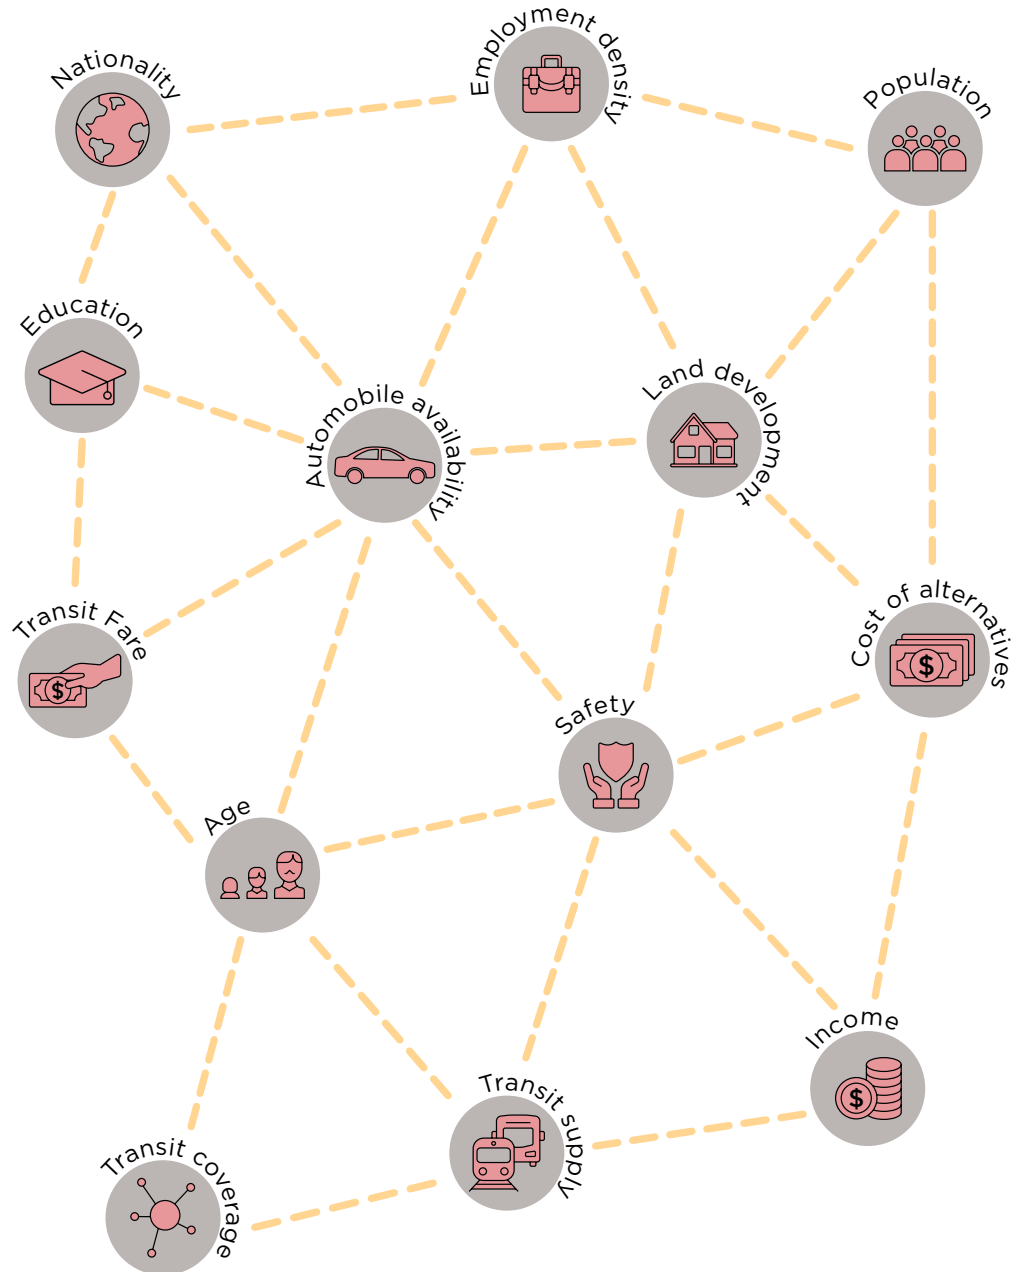 Nationality
Employment density
Population
Education
Automobile availability
Land development
Transit Fare
$
Cost of alternatives
$
Safety
Age
Income
$
Transit supply
Transit coverage